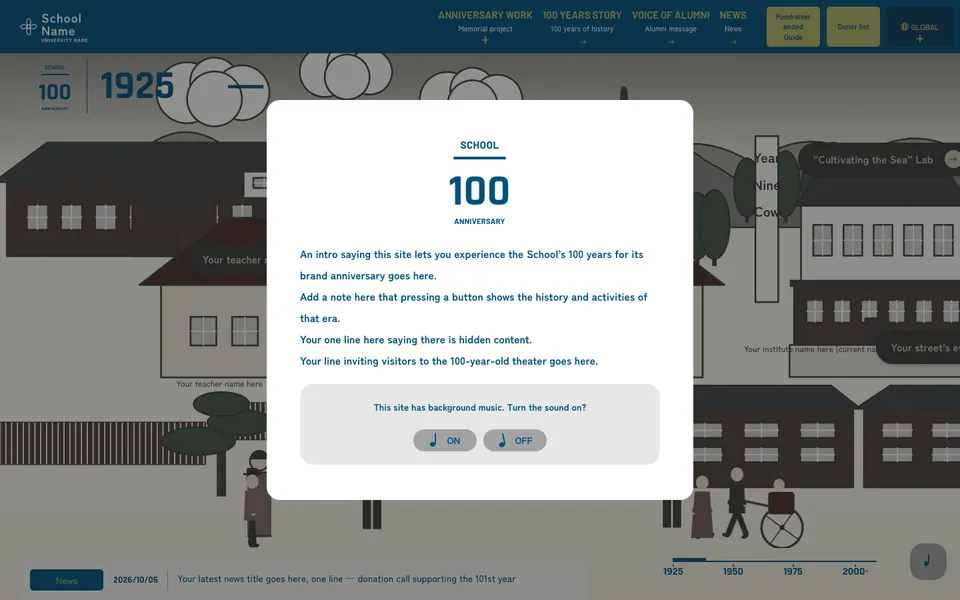 School
Name
UNIVERSITY NAME
ANNIVERSARY WORK
Memorial project
100 YEARS STORY
100 years of history
VOICE OF ALUMNI
Alumni message
NEWS
News
Fundraiser
ended
Guide
Donor list
GLOBAL
SCHOOL
100
ANNIVERSARY
1925
SCHOOL
100
ANNIVERSARY
An intro saying this site lets you experience the School's 100 years for its
brand anniversary goes here.
Add a note here that pressing a button shows the history and activities of
that era.
Your one line here saying there is hidden content.
Your line inviting visitors to the 100-year-old theater goes here.
This site has background music. Turn the sound on?
ON
OFF
Year
Nine
Cow
"Cultivating the Sea" Lab
Your teacher
Your institute name here (current
Your street's
Your teacher name here
News
2026/10/06
Your latest news title goes here, one line — donation call supporting the 101st year
1925
1950
1975
2000-